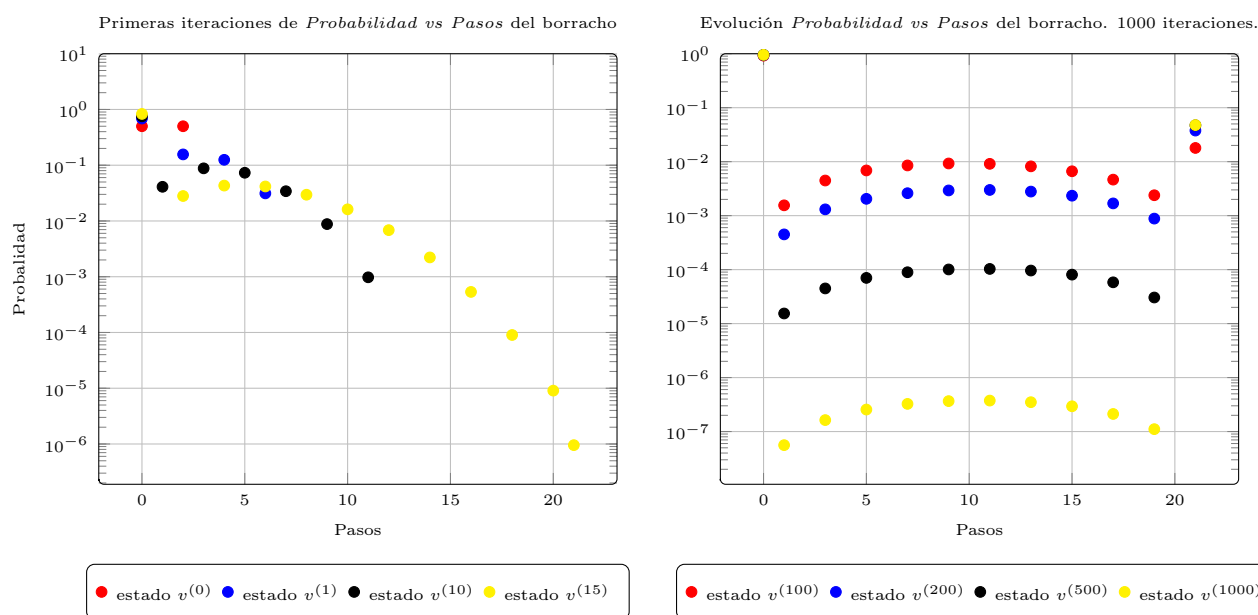 Primeras iteraciones de Probabilidad vs Pasos del borracho
10^1
10^0
10^−1
10^−2
10^−3
10^−4
10^−5
10^−6
Probalidad
0 5 10 15 20
Pasos
estado v^(0) estado v^(1) estado v^(10) estado v^(15)
Evolución Probabilidad vs Pasos del borracho. 1000 iteraciones.
10^0
10^−1
10^−2
10^−3
10^−4
10^−5
10^−6
10^−7
0 5 10 15 20
Pasos
estado v^(100) estado v^(200) estado v^(500) estado v^(1000)